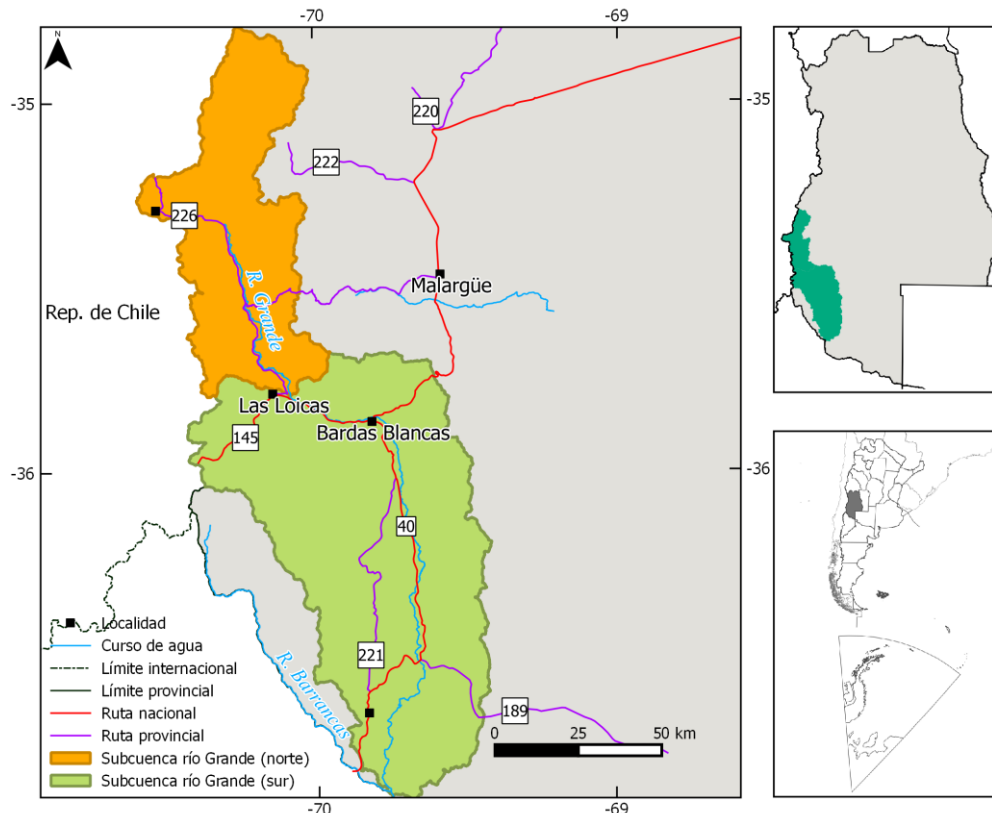 -70
-69
N
-35
-35
220
222
226
R. Grande
Malargüe
Rep. de Chile
Las Loicas
Bardas Blancas
145
-36
-36
40
Localidad
Curso de agua
221
R. Barrancas
Límite internacional
Límite provincial
Ruta nacional
189
Ruta provincial
0 25 50 km
Subcuenca río Grande (norte)
Subcuenca río Grande (sur)
-70
-69